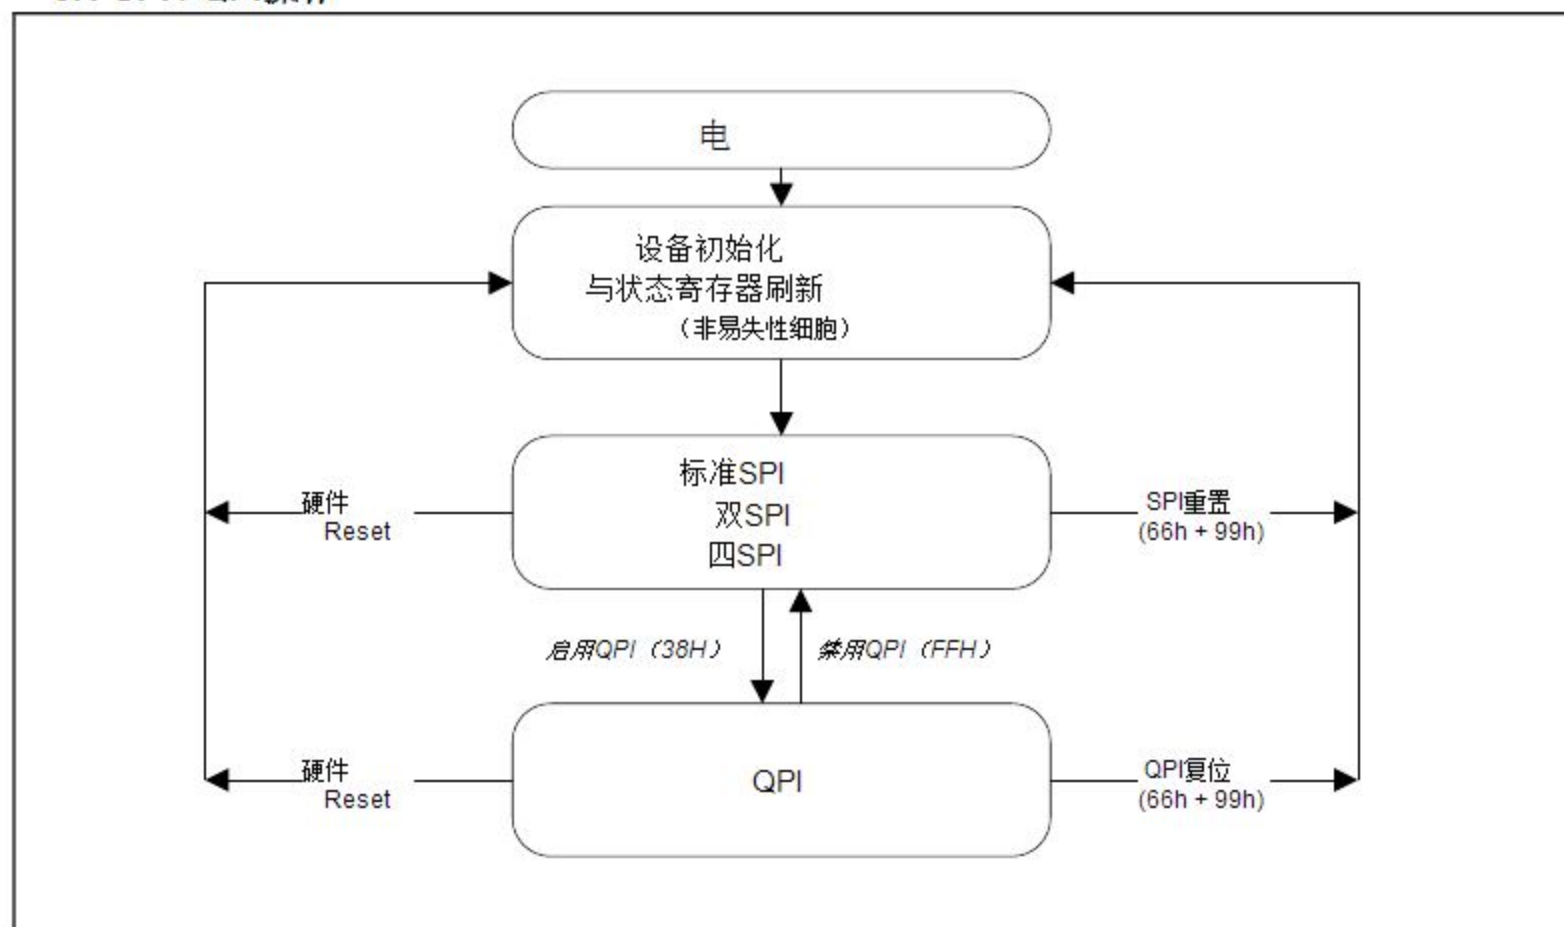 电
设备初始化
与状态寄存器刷新
（非易失性细胞）
标准SPI
双SPI
四SPI
硬件
Reset
SPI重置
(66h + 99h)
启用QPI（38H）
禁用QPI（FFH）
硬件
Reset
QPI
QPI复位
(66h + 99h)